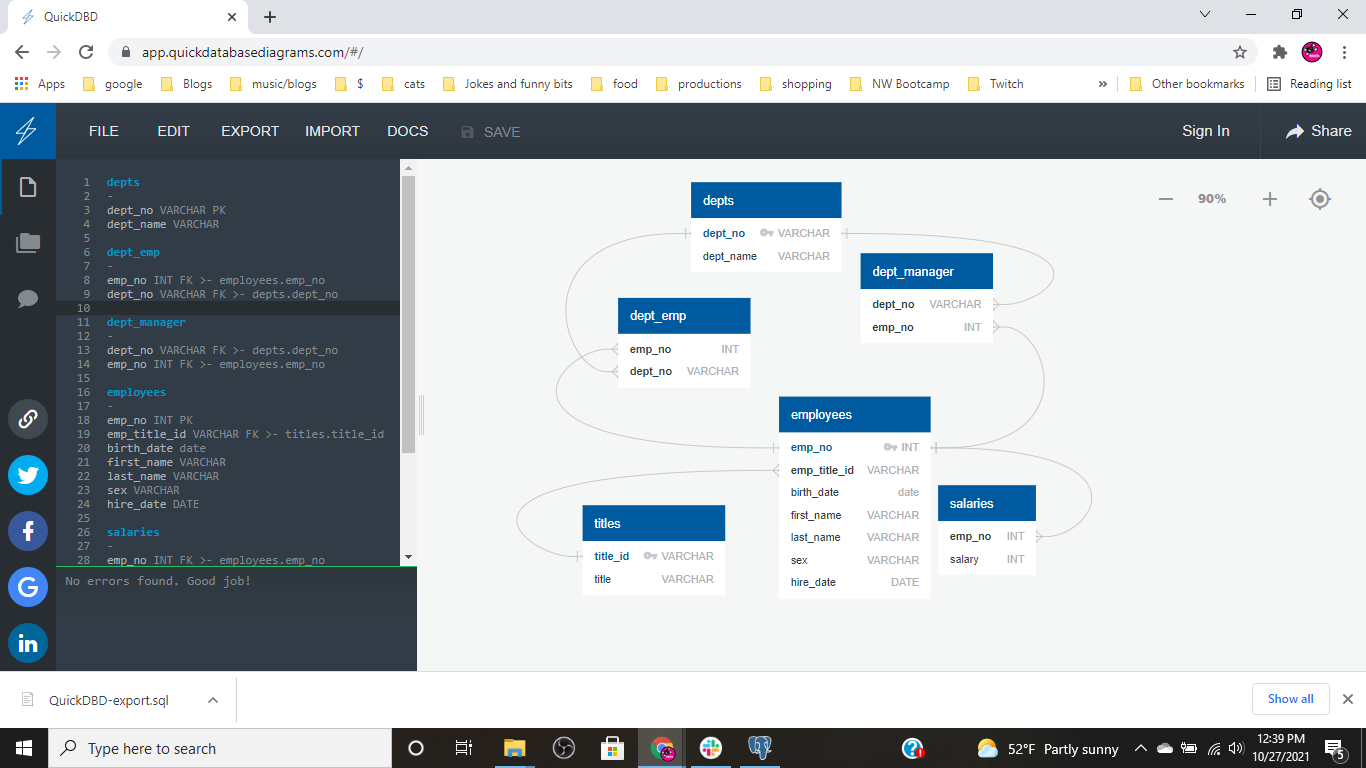 QuickDBD
app.quickdatabasediagrams.com/#/
Apps google Blogs music/blogs $ cats Jokes and funny bits food productions shopping NW Bootcamp Twitch » Other bookmarks Reading list
FILE EDIT EXPORT IMPORT DOCS SAVE Sign In Share
1 depts
2 -
3 dept_no VARCHAR PK
4 dept_name VARCHAR
5
6 dept_emp
7 -
8 emp_no INT FK >- employees.emp_no
9 dept_no VARCHAR FK >- depts.dept_no
10
11 dept_manager
12 -
13 dept_no VARCHAR FK >- depts.dept_no
14 emp_no INT FK >- employees.emp_no
15
16 employees
17 -
18 emp_no INT PK
19 emp_title_id VARCHAR FK >- titles.title_id
20 birth_date date
21 first_name VARCHAR
22 last_name VARCHAR
23 sex VARCHAR
24 hire_date DATE
25
26 salaries
27 -
28 emp_no INT FK >- employees.emp_no
No errors found. Good job!
90%
depts
dept_no VARCHAR
dept_name VARCHAR
dept_manager
dept_no VARCHAR
emp_no INT
dept_emp
emp_no INT
dept_no VARCHAR
employees
emp_no INT
emp_title_id VARCHAR
birth_date date
first_name VARCHAR
last_name VARCHAR
sex VARCHAR
hire_date DATE
salaries
emp_no INT
salary INT
titles
title_id VARCHAR
title VARCHAR
QuickDBD-export.sql
Show all
Type here to search
52°F Partly sunny
12:39 PM
10/27/2021
5